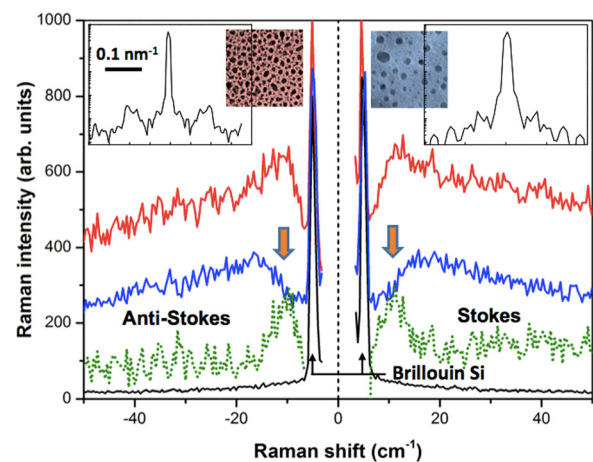 0.1 nm⁻¹
1000
800
600
400
200
0
Raman intensity (arb. units)
Anti-Stokes
Stokes
Brillouin Si
-40
-20
0
20
40
Raman shift (cm⁻¹)